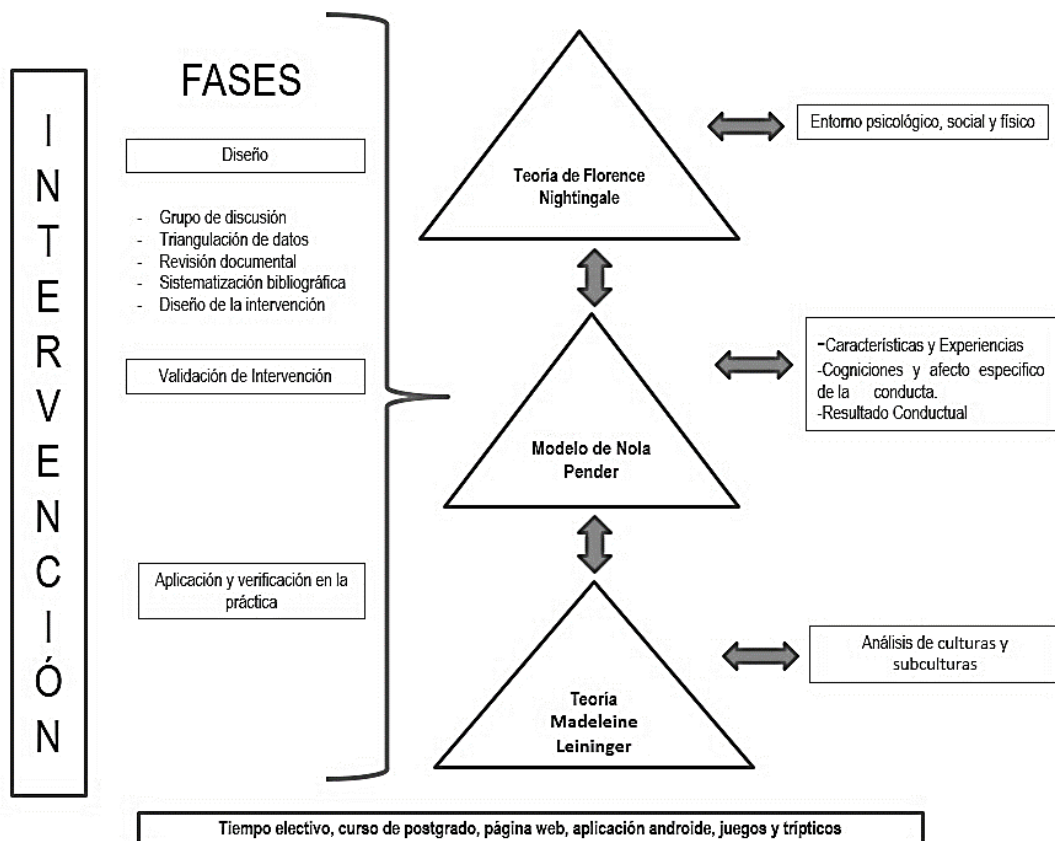 INTERVENCIÓN
FASES
Diseño
- Grupo de discusión
- Triangulación de datos
- Revisión documental
- Sistematización bibliográfica
- Diseño de la intervención
Validación de Intervención
Aplicación y verificación en la
práctica
Teoría de Florence
Nightingale
Entorno psicológico, social y físico
Modelo de Nola
Pender
-Características y Experiencias
-Cogniciones y afecto especifico
de la conducta.
-Resultado Conductual
Teoría
Madeleine
Leininger
Análisis de culturas y
subculturas
Tiempo electivo, curso de postgrado, página web, aplicación androide, juegos y trípticos